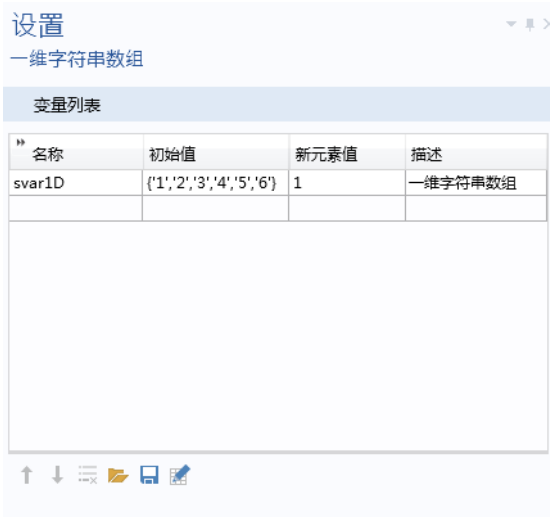 设置
一维字符串数组
变量列表
名称 初始值 新元素值 描述
svar1D {'1','2','3','4','5','6'} 1 一维字符串数组